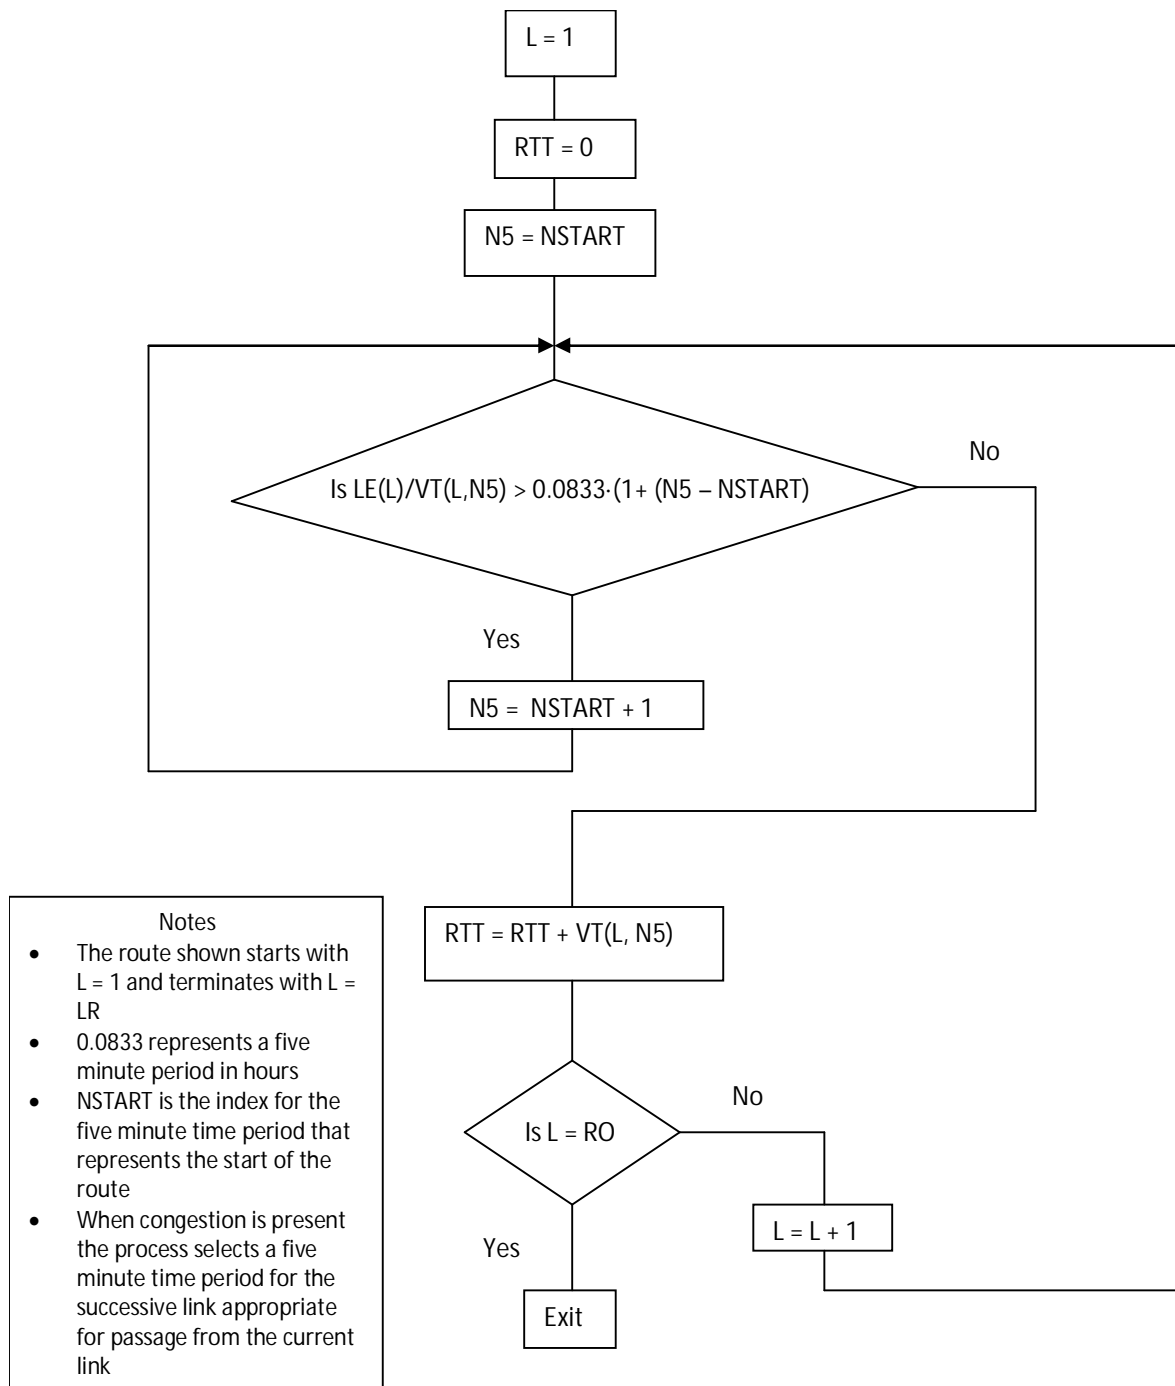 L = 1
RTT = 0
N5 = NSTART
No
Is LE(L)/VT(L,N5) > 0.0833·(1+ (N5 – NSTART)
Yes
N5 = NSTART + 1
RTT = RTT + VT(L, N5)
No
Is L = RO
L = L + 1
Yes
Exit
Notes
• The route shown starts with
L = 1 and terminates with L =
LR
• 0.0833 represents a five
minute period in hours
• NSTART is the index for the
five minute time period that
represents the start of the
route
• When congestion is present
the process selects a five
minute time period for the
successive link appropriate
for passage from the current
link